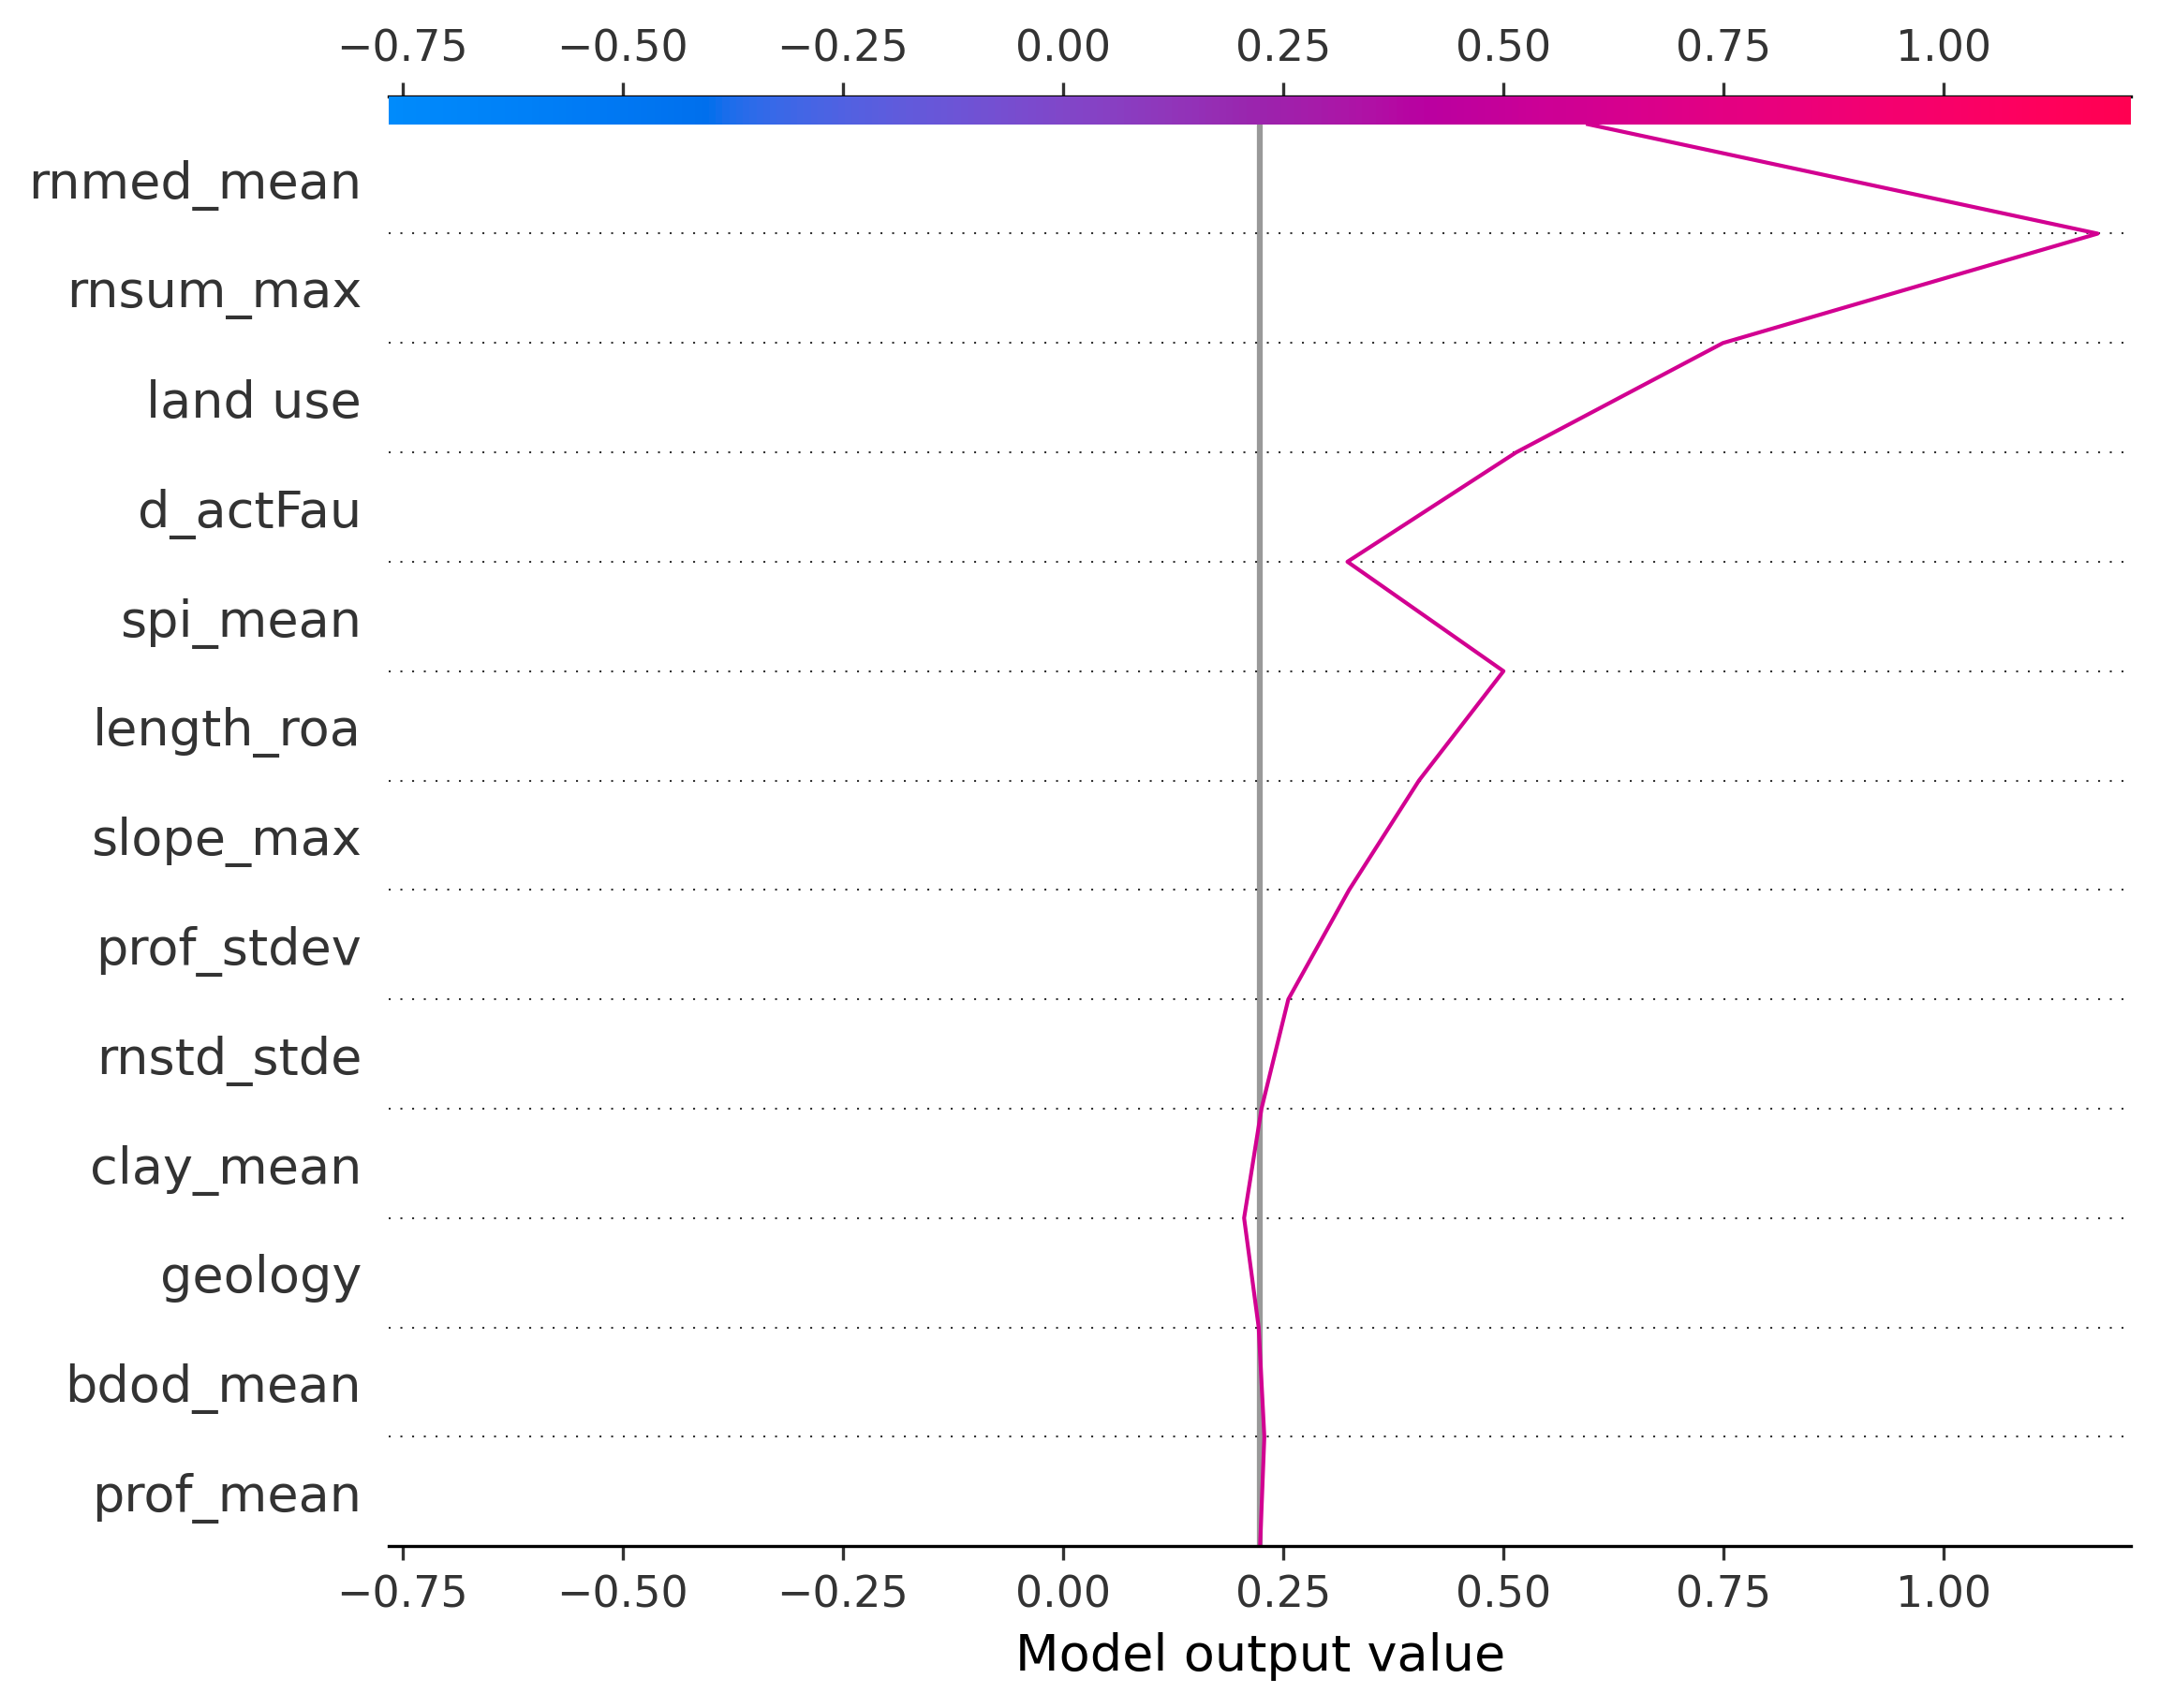 −0.75 −0.50 −0.25 0.00 0.25 0.50 0.75 1.00
rnmed_mean
rnsum_max
land use
d_actFau
spi_mean
length_roa
slope_max
prof_stdev
rnstd_stde
clay_mean
geology
bdod_mean
prof_mean
−0.75 −0.50 −0.25 0.00 0.25 0.50 0.75 1.00
Model output value